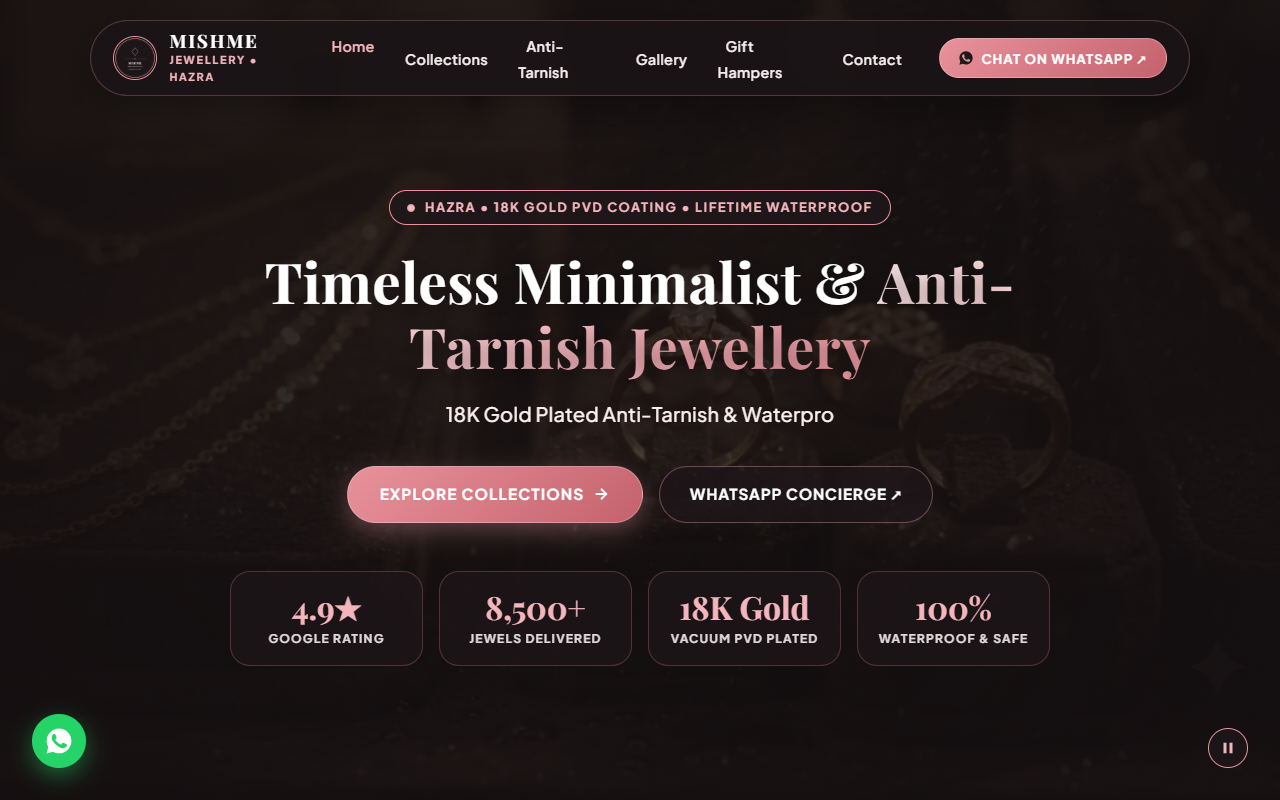 MISHME
JEWELLERY •
HAZRA
Home
Collections
Anti-
Tarnish
Gallery
Gift
Hampers
Contact
CHAT ON WHATSAPP ↗
HAZRA • 18K GOLD PVD COATING • LIFETIME WATERPROOF
Timeless Minimalist & Anti-
Tarnish Jewellery
18K Gold Plated Anti-Tarnish & Waterpro
EXPLORE COLLECTIONS →
WHATSAPP CONCIERGE ↗
4.9★
GOOGLE RATING
8,500+
JEWELS DELIVERED
18K Gold
VACUUM PVD PLATED
100%
WATERPROOF & SAFE